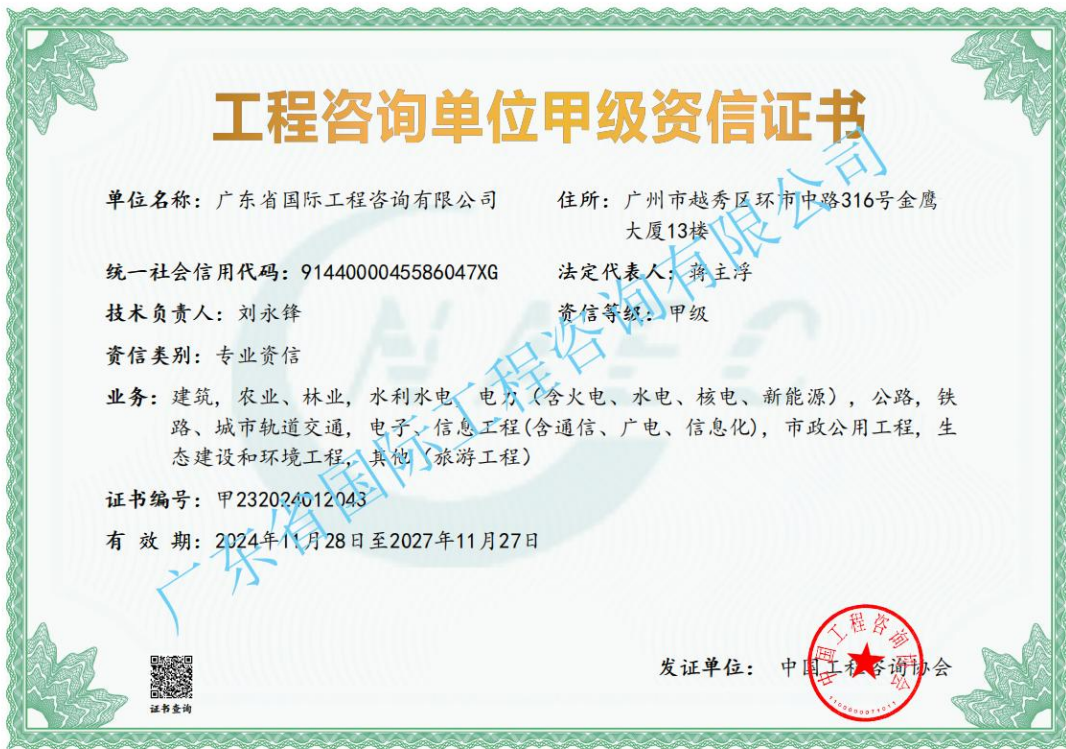 工程咨询单位甲级资信证书
单位名称：广东省国际工程咨询有限公司
住所：广州市越秀区环市中路316号金鹰
大厦13楼
统一社会信用代码：9144000045586047XG
法定代表人：蒋主浮
技术负责人：刘永锋
资信等级：甲级
资信类别：专业资信
业务：建筑，农业、林业，水利水电，电力（含火电、水电、核电、新能源），公路，铁
路、城市轨道交通，电子、信息工程(含通信、广电、信息化)，市政公用工程，生
态建设和环境工程，其他（旅游工程）
证书编号：甲232024012043
有 效 期：2024年11月28日至2027年11月27日
广东省国际工程咨询有限公司
NAEC
证书查询
发证单位：中国工程咨询协会
中国工程咨询协会